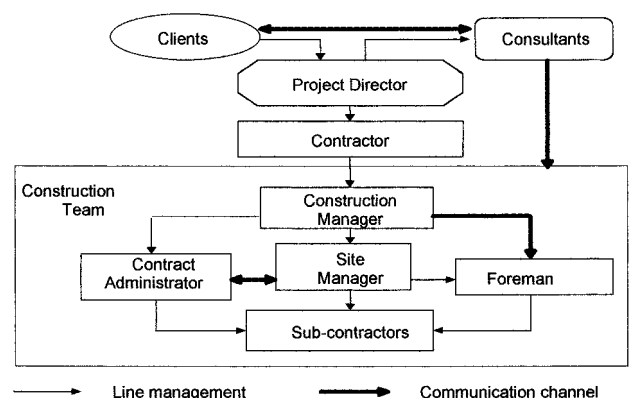 Clients
Consultants
Project Director
Contractor
Construction
Team
Construction
Manager
Contract
Administrator
Site
Manager
Foreman
Sub-contractors
Line management
Communication channel